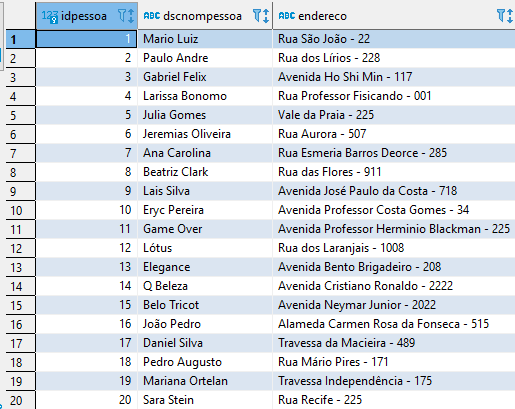 123 idpessoa ABC dscnompessoa ABC endereco
1 1 Mario Luiz Rua São João - 22
2 2 Paulo Andre Rua dos Lírios - 228
3 3 Gabriel Felix Avenida Ho Shi Min - 117
4 4 Larissa Bonomo Rua Professor Fisicando - 001
5 5 Julia Gomes Vale da Praia - 225
6 6 Jeremias Oliveira Rua Aurora - 507
7 7 Ana Carolina Rua Esmeria Barros Deorce - 285
8 8 Beatriz Clark Rua das Flores - 911
9 9 Lais Silva Avenida José Paulo da Costa - 718
10 10 Eryc Pereira Avenida Professor Costa Gomes - 34
11 11 Game Over Avenida Professor Herminio Blackman - 225
12 12 Lótus Rua dos Laranjais - 1008
13 13 Elegance Avenida Bento Brigadeiro - 208
14 14 Q Beleza Avenida Cristiano Ronaldo - 2222
15 15 Belo Tricot Avenida Neymar Junior - 2022
16 16 João Pedro Alameda Carmen Rosa da Fonseca - 515
17 17 Daniel Silva Travessa da Macieira - 489
18 18 Pedro Augusto Rua Mário Pires - 171
19 19 Mariana Ortelan Travessa Independência - 175
20 20 Sara Stein Rua Recife - 225